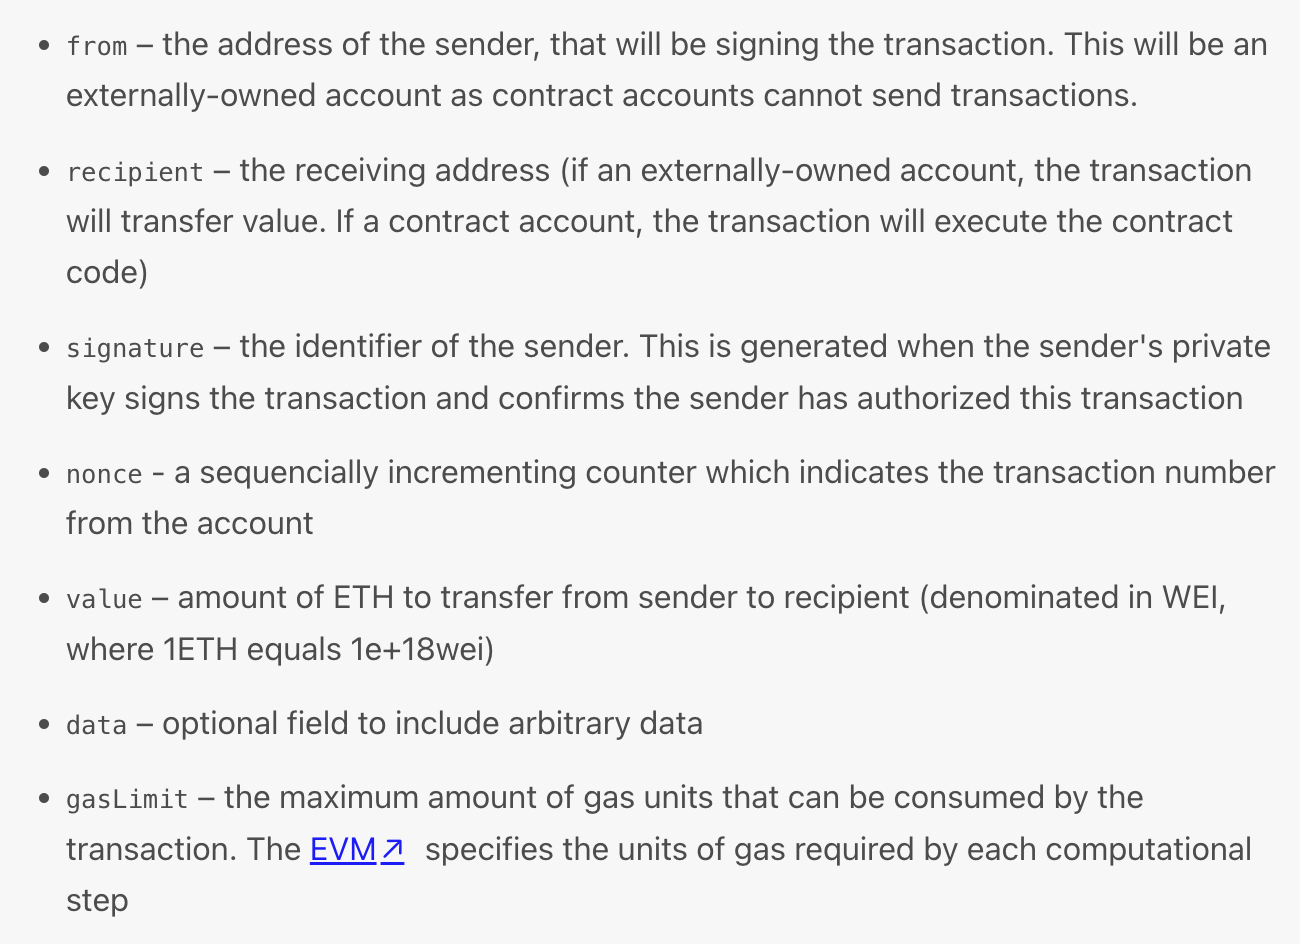 • from – the address of the sender, that will be signing the transaction. This will be an
externally-owned account as contract accounts cannot send transactions.
• recipient – the receiving address (if an externally-owned account, the transaction
will transfer value. If a contract account, the transaction will execute the contract
code)
• signature – the identifier of the sender. This is generated when the sender's private
key signs the transaction and confirms the sender has authorized this transaction
• nonce - a sequencially incrementing counter which indicates the transaction number
from the account
• value – amount of ETH to transfer from sender to recipient (denominated in WEI,
where 1ETH equals 1e+18wei)
• data – optional field to include arbitrary data
• gasLimit – the maximum amount of gas units that can be consumed by the
transaction. The EVM↗ specifies the units of gas required by each computational
step